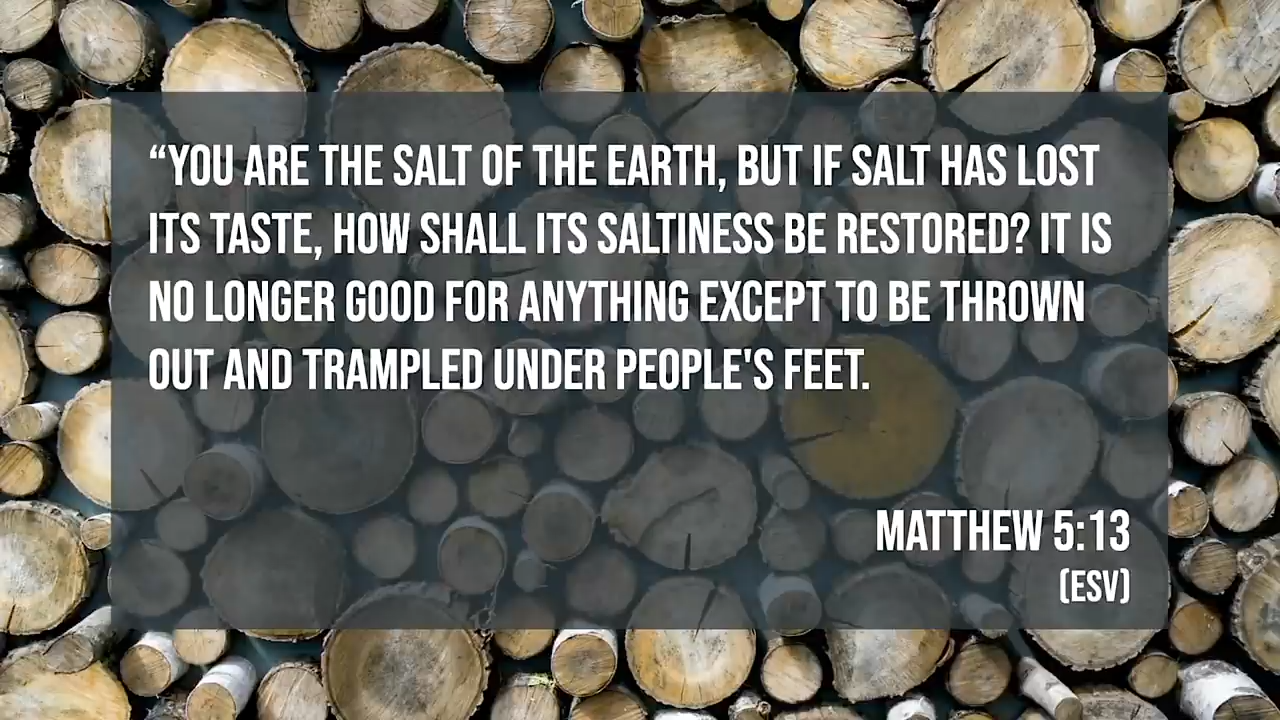 “YOU ARE THE SALT OF THE EARTH, BUT IF SALT HAS LOST
ITS TASTE, HOW SHALL ITS SALTINESS BE RESTORED? IT IS
NO LONGER GOOD FOR ANYTHING EXCEPT TO BE THROWN
OUT AND TRAMPLED UNDER PEOPLE'S FEET.
MATTHEW 5:13
(ESV)